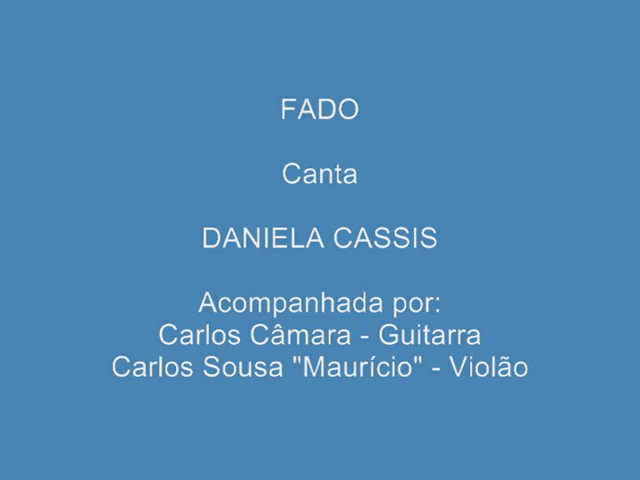 FADO
Canta
DANIELA CASSIS
Acompanhada por:
Carlos Câmara - Guitarra
Carlos Sousa "Maurício" - Violão